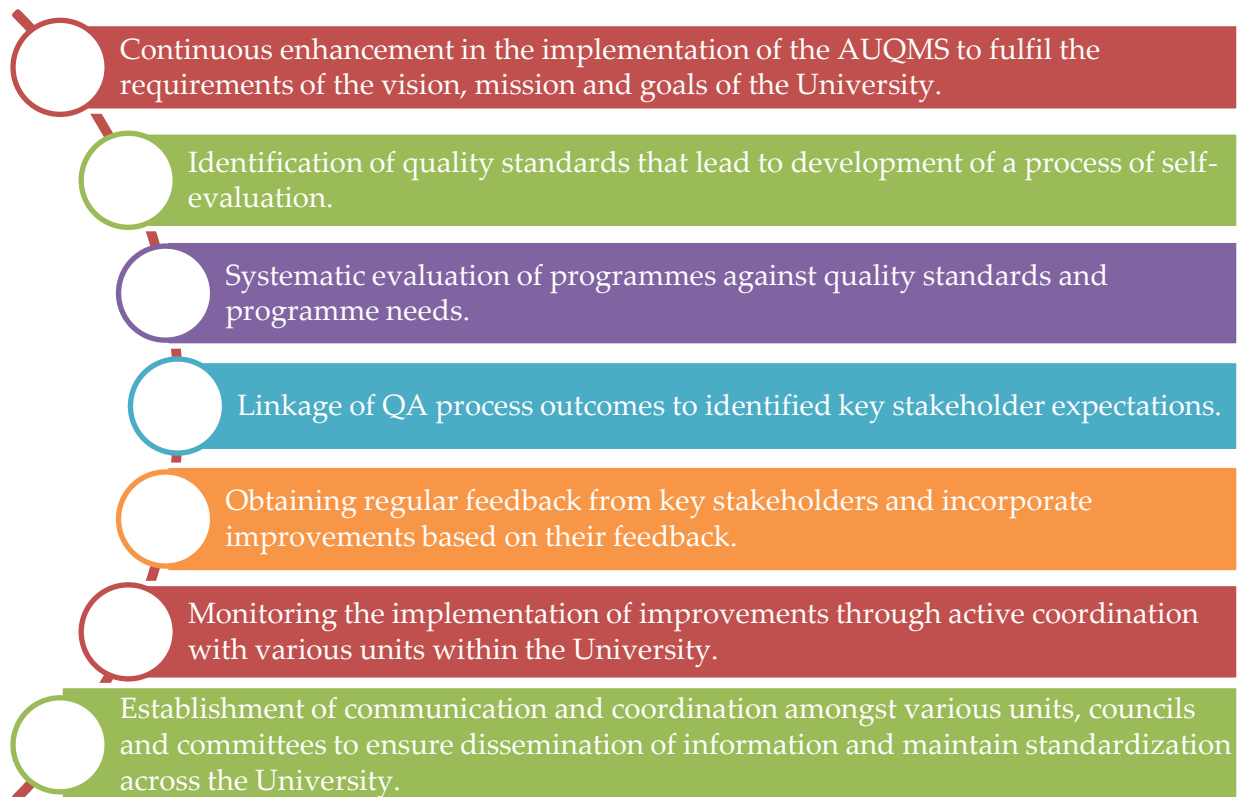 Continuous enhancement in the implementation of the AUQMS to fulfil the
requirements of the vision, mission and goals of the University.
Identification of quality standards that lead to development of a process of self-
evaluation.
Systematic evaluation of programmes against quality standards and
programme needs.
Linkage of QA process outcomes to identified key stakeholder expectations.
Obtaining regular feedback from key stakeholders and incorporate
improvements based on their feedback.
Monitoring the implementation of improvements through active coordination
with various units within the University.
Establishment of communication and coordination amongst various units, councils
and committees to ensure dissemination of information and maintain standardization
across the University.